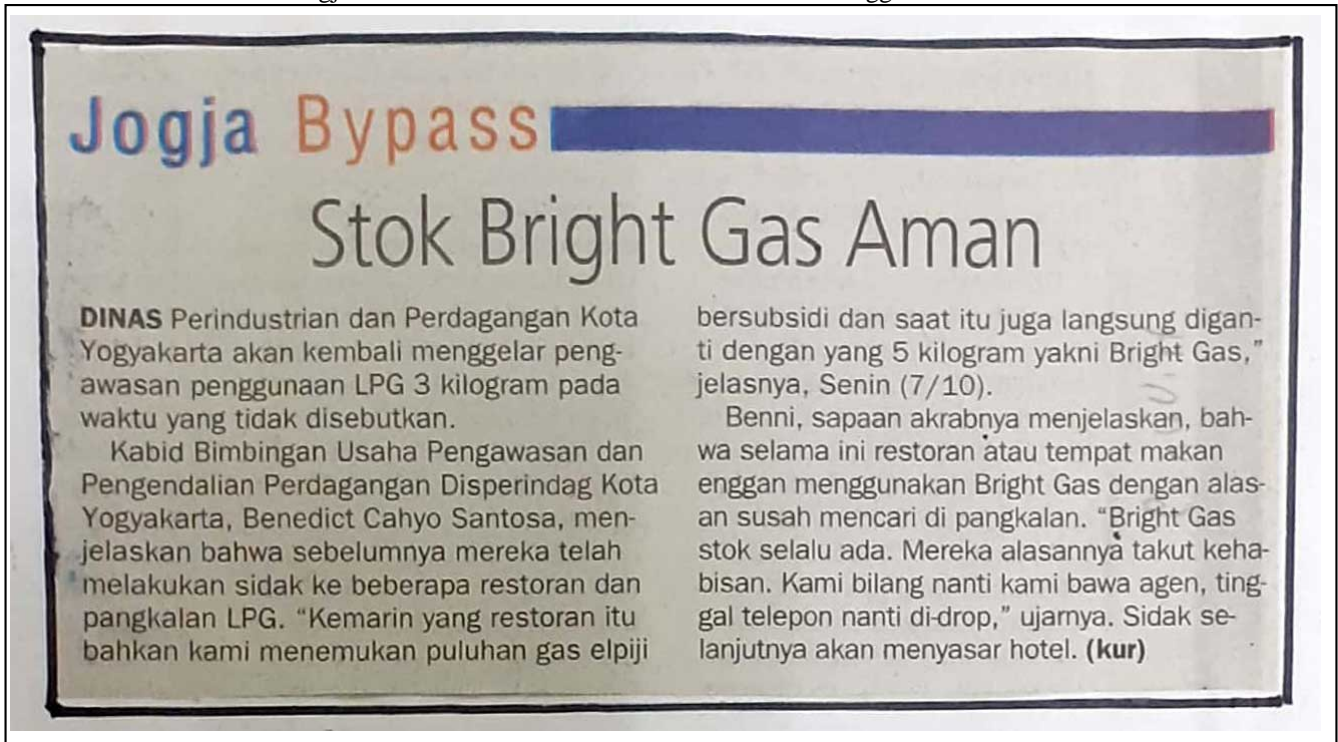 Jogja Bypass
Stok Bright Gas Aman
DINAS Perindustrian dan Perdagangan Kota
Yogyakarta akan kembali menggelar peng-
awasan penggunaan LPG 3 kilogram pada
waktu yang tidak disebutkan.
Kabid Bimbingan Usaha Pengawasan dan
Pengendalian Perdagangan Disperindag Kota
Yogyakarta, Benedict Cahyo Santosa, men-
jelaskan bahwa sebelumnya mereka telah
melakukan sidak ke beberapa restoran dan
pangkalan LPG. “Kemarin yang restoran itu
bahkan kami menemukan puluhan gas elpiji
bersubsidi dan saat itu juga langsung digan-
ti dengan yang 5 kilogram yakni Bright Gas,”
jelasnya, Senin (7/10).
Benni, sapaan akrabnya menjelaskan, bah-
wa selama ini restoran atau tempat makan
enggan menggunakan Bright Gas dengan alas-
an susah mencari di pangkalan. “Bright Gas
stok selalu ada. Mereka alasannya takut keha-
bisan. Kami bilang nanti kami bawa agen, ting-
gal telepon nanti di-drop,” ujarnya. Sidak se-
lanjutnya akan menyasar hotel. (kur)